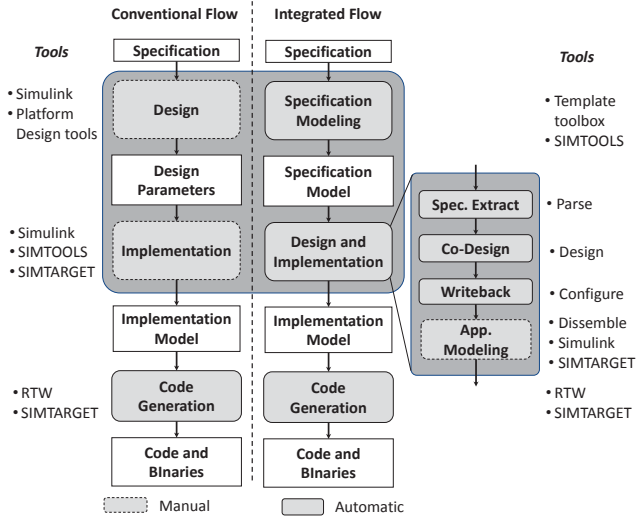 Conventional Flow
Integrated Flow
Tools
Tools
Specification
Specification
• Simulink
• Platform
Design tools
Design
Specification
Modeling
• Template
toolbox
• SIMTOOLS
Design
Parameters
Specification
Model
• Simulink
• SIMTOOLS
• SIMTARGET
Implementation
Design and
Implementation
Spec. Extract
• Parse
Co-Design
• Design
Writeback
• Configure
App.
Modeling
• Dissemble
• Simulink
• SIMTARGET
Implementation
Model
Implementation
Model
• RTW
• SIMTARGET
Code
Generation
Code
Generation
• RTW
• SIMTARGET
Code and
BInaries
Code and
BInaries
Manual
Automatic